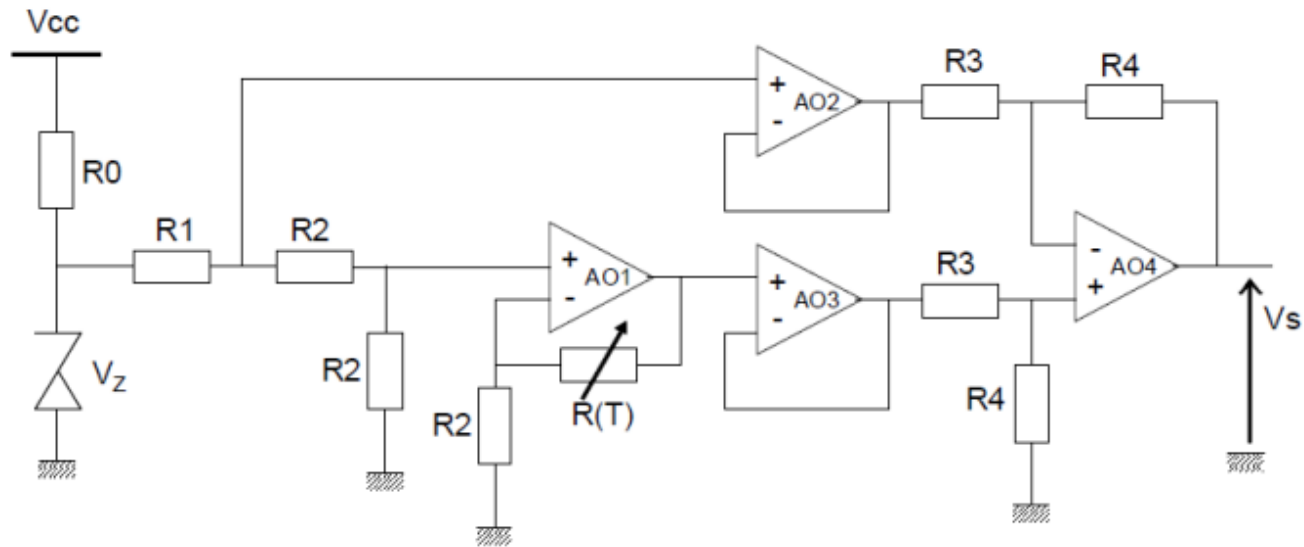 Vcc
R0
R1
R2
VZ
R2
R2
+
-
AO1
R(T)
+
-
AO2
+
-
AO3
R3
R4
R3
R4
-
+
AO4
Vs